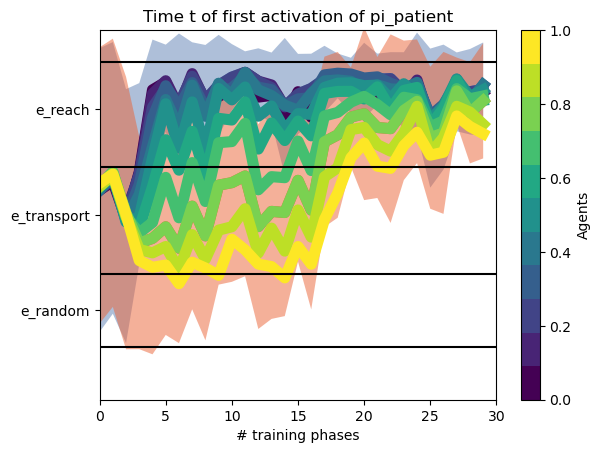 Time t of first activation of pi_patient
e_reach
e_transport
e_random
0
5
10
15
20
25
30
# training phases
1.0
0.8
0.6
0.4
0.2
0.0
Agents